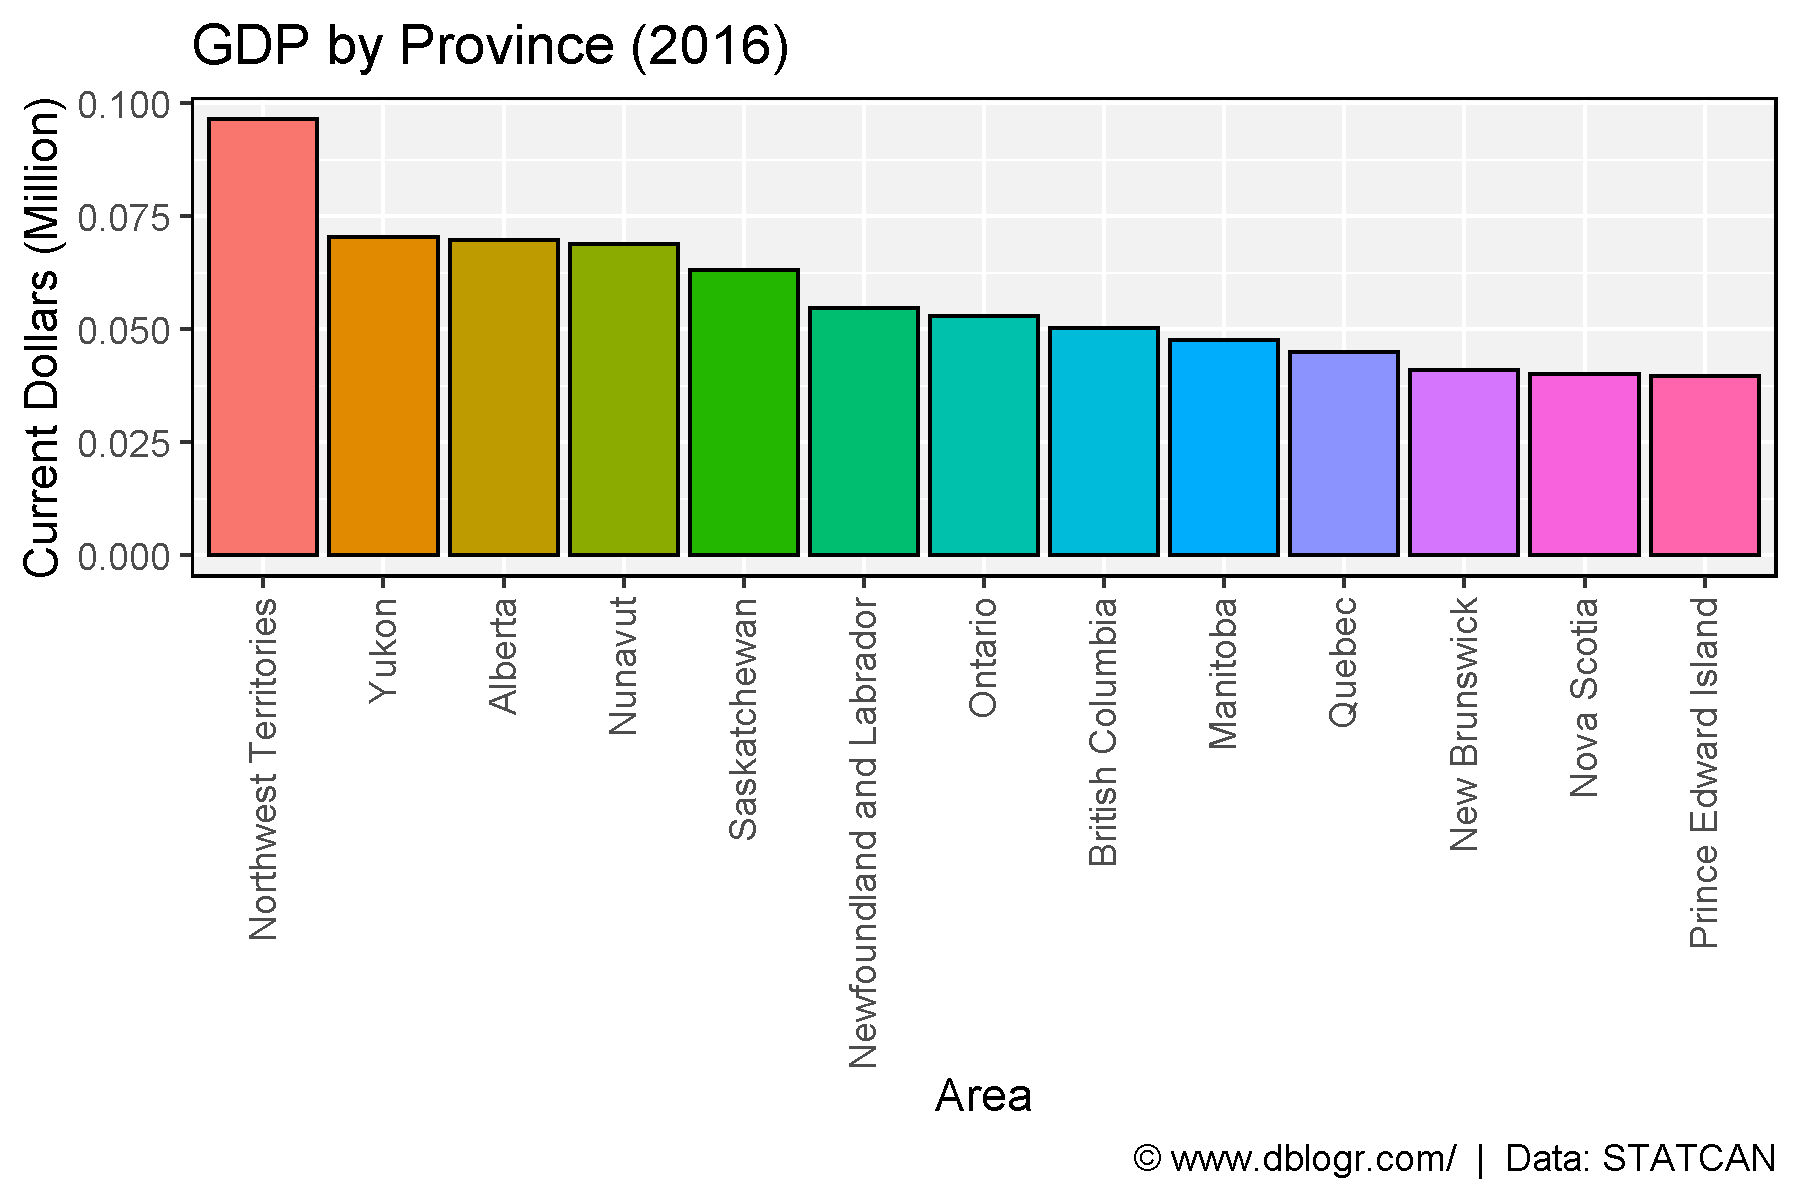 GDP by Province (2016)
Current Dollars (Million)
0.100
0.075
0.050
0.025
0.000
Northwest Territories
Yukon
Alberta
Nunavut
Saskatchewan
Newfoundland and Labrador
Ontario
British Columbia
Manitoba
Quebec
New Brunswick
Nova Scotia
Prince Edward Island
Area
© www.dblogr.com/ | Data: STATCAN